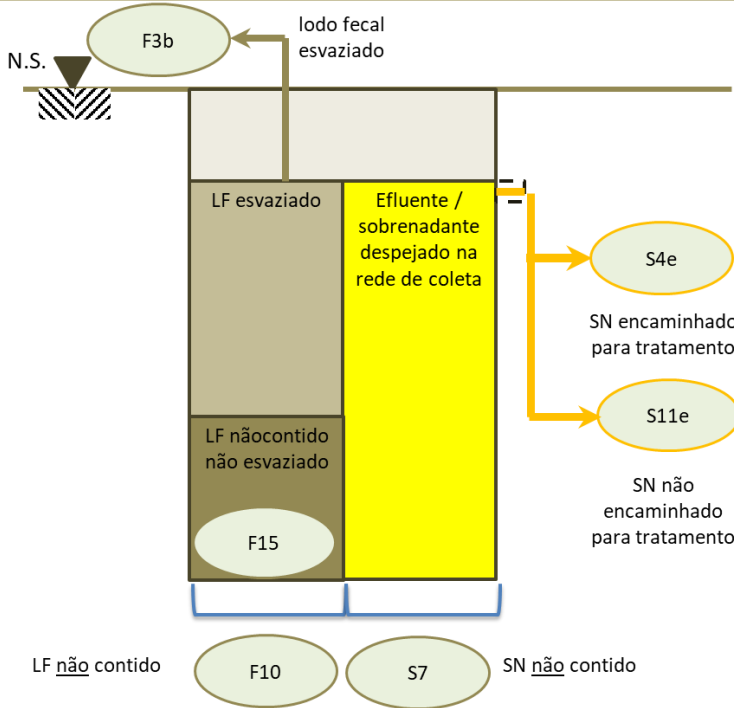 F3b
lodo fecal
esvaziado
N.S.
LF esvaziado
Efluente /
sobrenadante
despejado na
rede de coleta
S4e
SN encaminhado
para tratamento
LF nãocontido
não esvaziado
F15
S11e
SN não
encaminhado
para tratamento
LF não contido
F10
S7
SN não contido